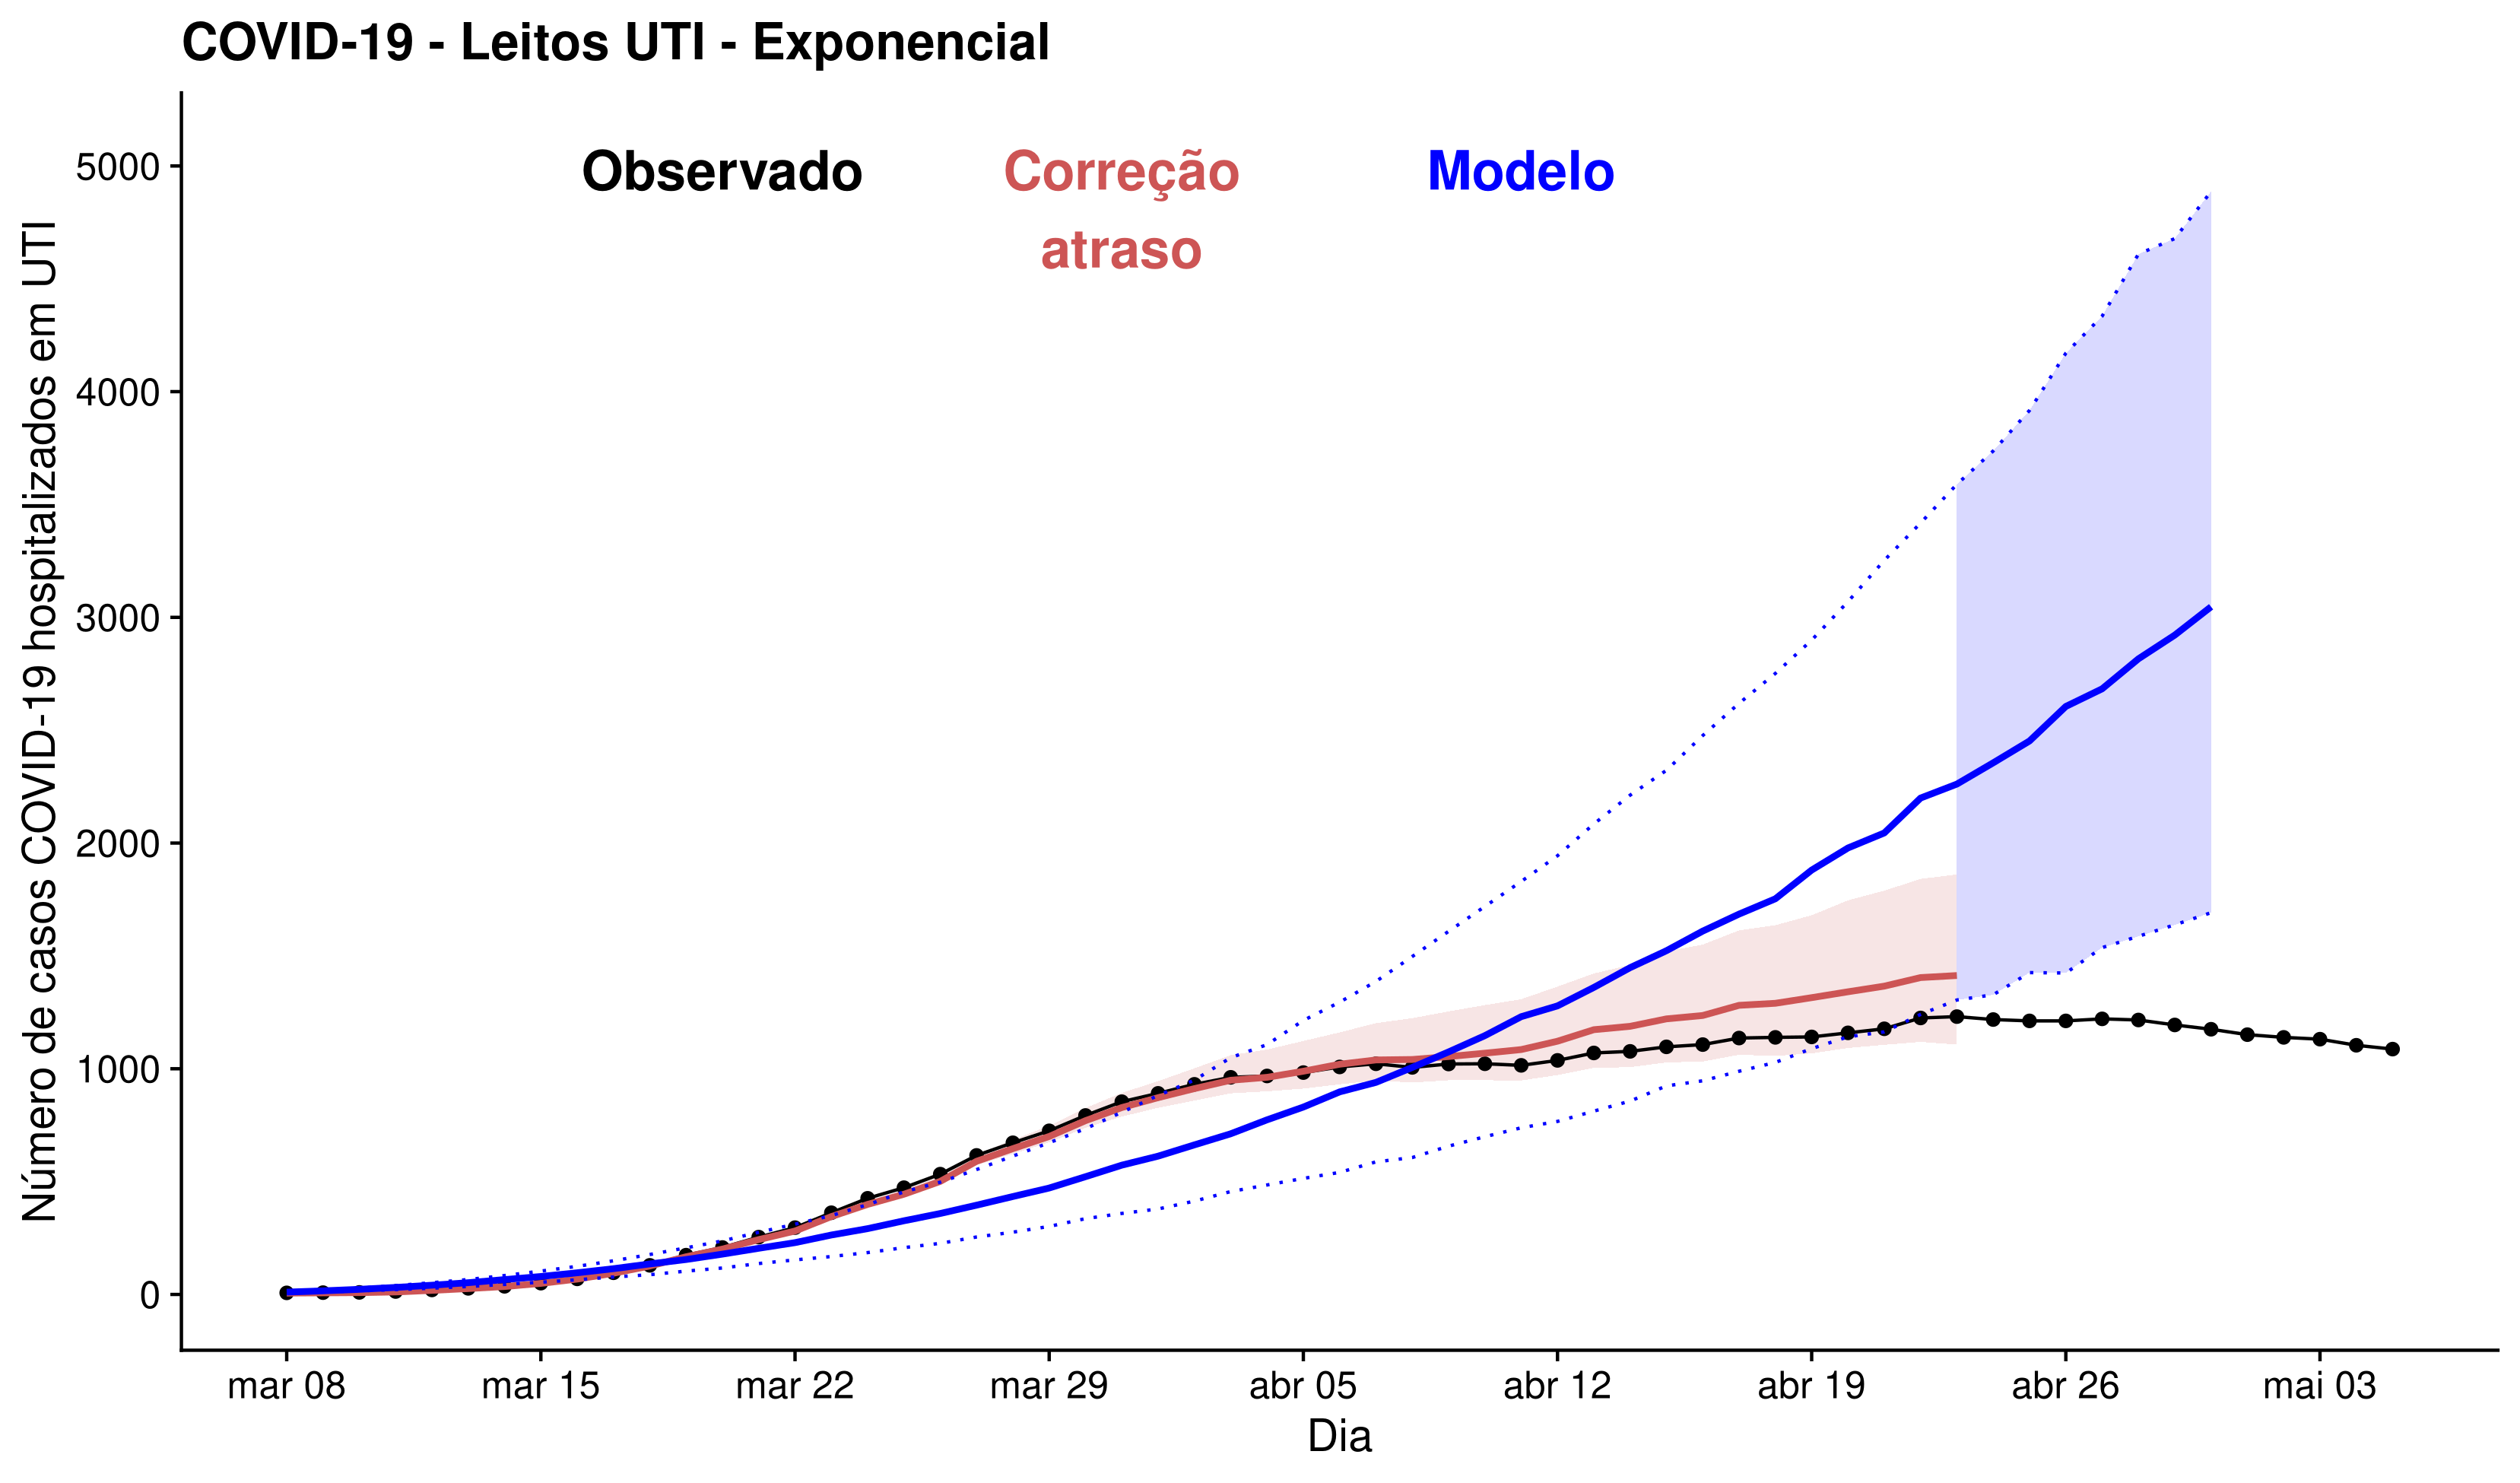 COVID-19 - Leitos UTI - Exponencial
Observado
Correção
atraso
Modelo
Número de casos COVID-19 hospitalizados em UTI
5000
4000
3000
2000
1000
0
mar 08
mar 15
mar 22
mar 29
abr 05
abr 12
abr 19
abr 26
mai 03
Dia